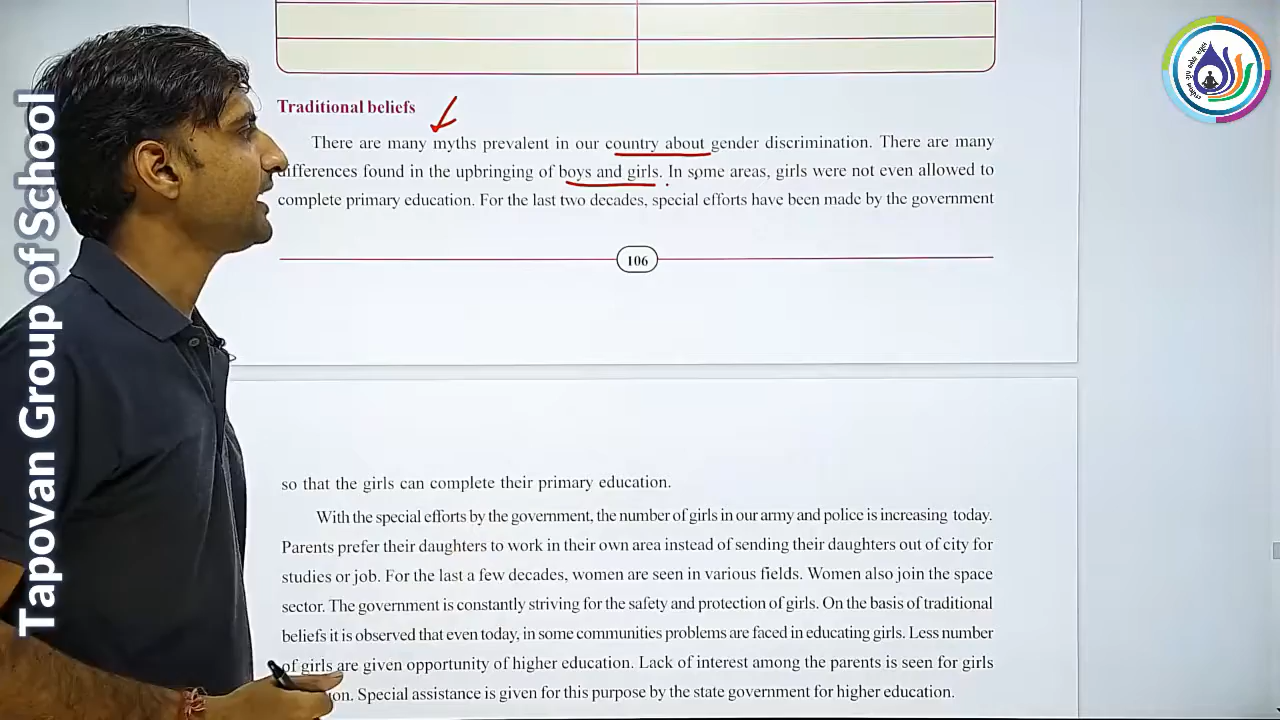 Tapovan Group of School
Traditional beliefs
There are many myths prevalent in our country about gender discrimination. There are many
differences found in the upbringing of boys and girls. In some areas, girls were not even allowed to
complete primary education. For the last two decades, special efforts have been made by the government
106
so that the girls can complete their primary education.
With the special efforts by the government, the number of girls in our army and police is increasing today.
Parents prefer their daughters to work in their own area instead of sending their daughters out of city for
studies or job. For the last a few decades, women are seen in various fields. Women also join the space
sector. The government is constantly striving for the safety and protection of girls. On the basis of traditional
beliefs it is observed that even today, in some communities problems are faced in educating girls. Less number
of girls are given opportunity of higher education. Lack of interest among the parents is seen for girls
Special assistance is given for this purpose by the state government for higher education.